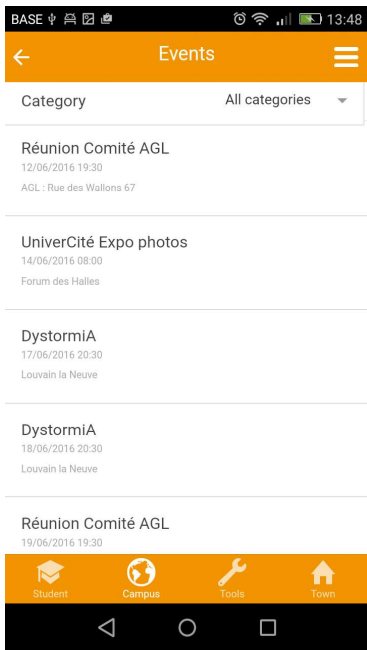 BASE 13:48
Events
Category All categories
Réunion Comité AGL
12/06/2016 19:30
AGL : Rue des Wallons 67
UniverCité Expo photos
14/06/2016 08:00
Forum des Halles
DystormiA
17/06/2016 20:30
Louvain la Neuve
DystormiA
18/06/2016 20:30
Louvain la Neuve
Réunion Comité AGL
19/06/2016 19:30
Student Campus Tools Town